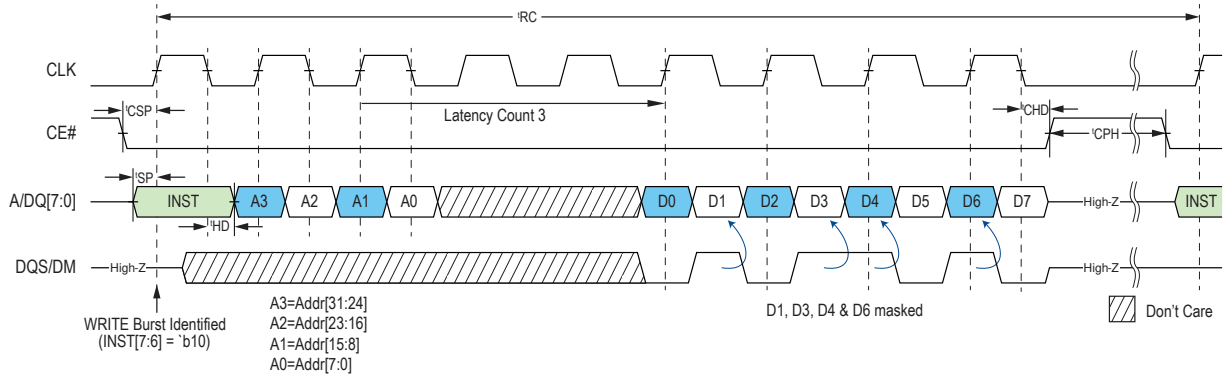 tRC
CLK
Latency Count 3
tCSP
tCHD
CE#
tCPH
tSP
A/DQ[7:0]
INST A3 A2 A1 A0 D0 D1 D2 D3 D4 D5 D6 D7 High-Z INST
tHD
DQS/DM
High-Z
High-Z
WRITE Burst Identified
(INST[7:6] = `b10)
A3=Addr[31:24]
A2=Addr[23:16]
A1=Addr[15:8]
A0=Addr[7:0]
D1, D3, D4 & D6 masked
Don't Care